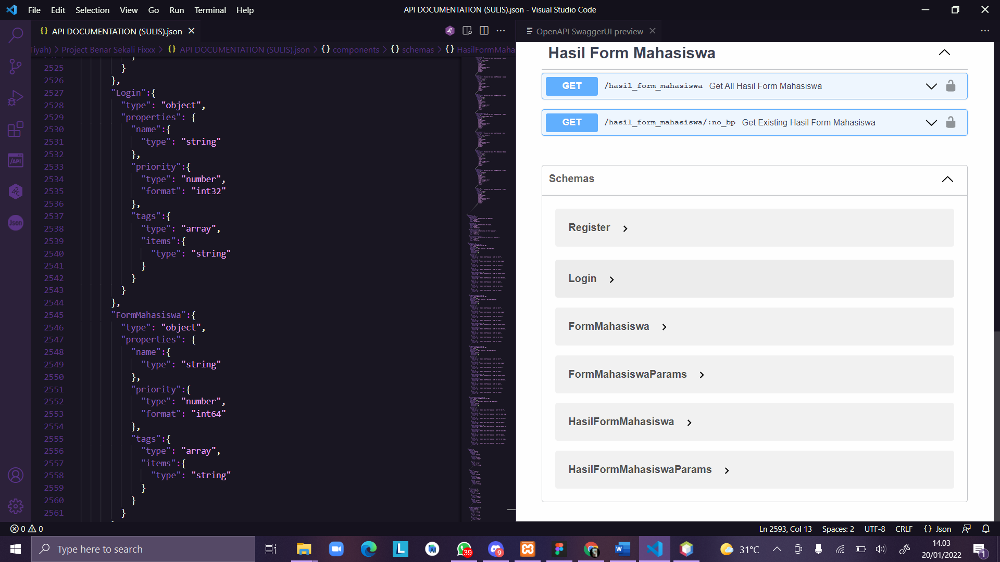 File Edit Selection View Go Run Terminal Help
API DOCUMENTATION (SULIS).json - Visual Studio Code
{} API DOCUMENTATION (SULIS).json
OpenAPI SwaggerUI preview
Tiyah) > Project Benar Sekali Fixxx > {} API DOCUMENTATION (SULIS).json > {} components > {} schemas > {} HasilFormMaha
2525 }
2526 },
2527 "Login":{
2528 "type": "object",
2529 "properties": {
2530 "name":{
2531 "type": "string"
2532 },
2533 "priority":{
2534 "type": "number",
2535 "format": "int32"
2536 },
2537 "tags":{
2538 "type": "array",
2539 "items":{
2540 "type": "string"
2541 }
2542 }
2543 }
2544 },
2545 "FormMahasiswa":{
2546 "type": "object",
2547 "properties": {
2548 "name":{
2549 "type": "string"
2550 },
2551 "priority":{
2552 "type": "number",
2553 "format": "int64"
2554 },
2555 "tags":{
2556 "type": "array",
2557 "items":{
2558 "type": "string"
2559 }
2560 }
2561 }
/API
42C
Json
Hasil Form Mahasiswa
GET /hasil_form_mahasiswa Get All Hasil Form Mahasiswa
GET /hasil_form_mahasiswa/:no_bp Get Existing Hasil Form Mahasiswa
Schemas
Register
Login
FormMahasiswa
FormMahasiswaParams
HasilFormMahasiswa
HasilFormMahasiswaParams
0 0
Ln 2593, Col 13 Spaces: 2 UTF-8 CRLF {} Json
Type here to search
L
39
9
W
31°C
14.03
20/01/2022
1